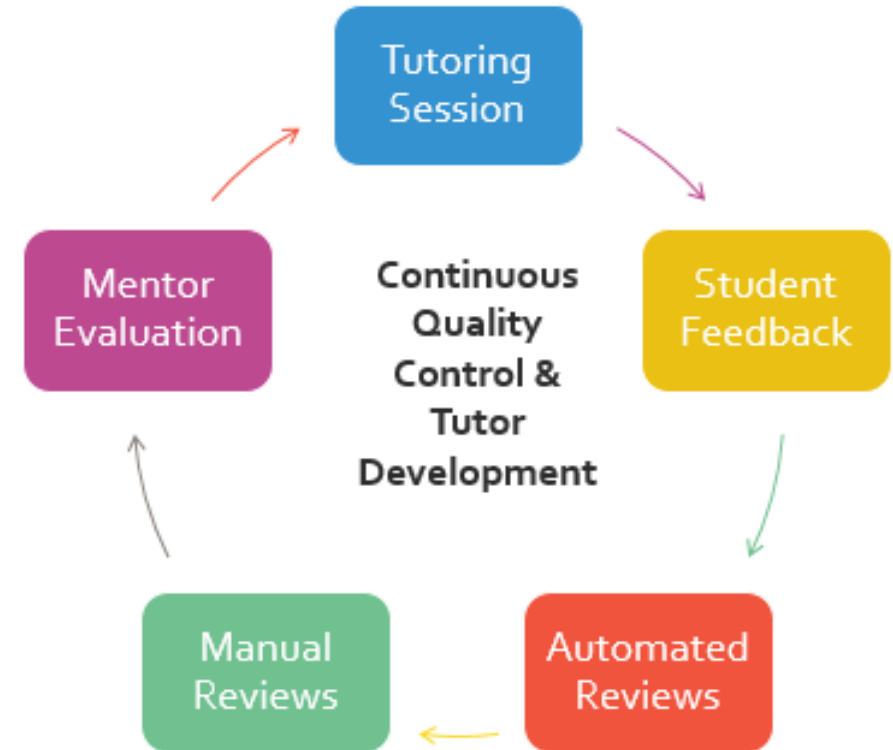 Tutoring
Session
Student
Feedback
Automated
Reviews
Manual
Reviews
Mentor
Evaluation
Continuous
Quality
Control &
Tutor
Development